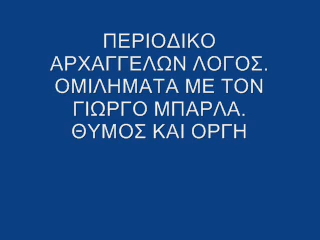 ΠΕΡΙΟΔΙΚΟ
ΑΡΧΑΓΓΕΛΩΝ ΛΟΓΟΣ.
ΟΜΙΛΗΜΑΤΑ ΜΕ ΤΟΝ
ΓΙΩΡΓΟ ΜΠΑΡΛΑ.
ΘΥΜΟΣ ΚΑΙ ΟΡΓΗ